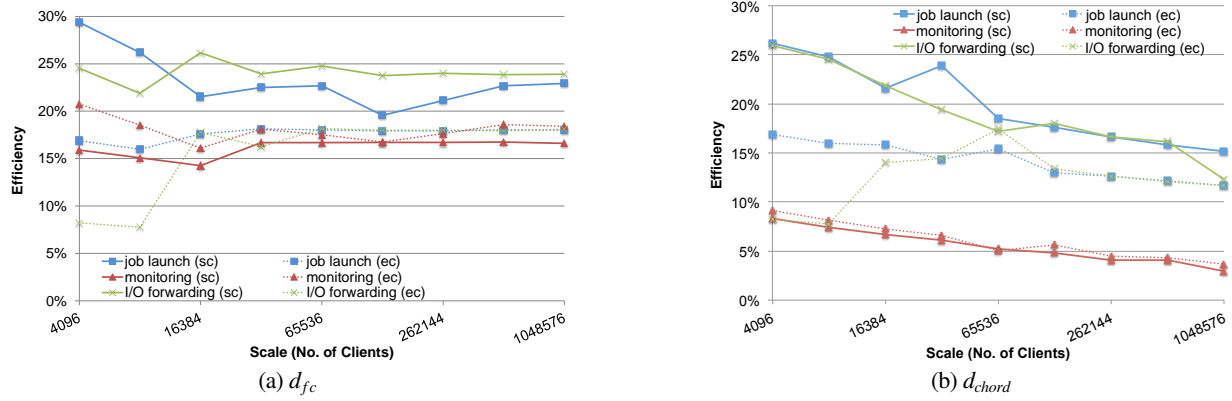 30%
25%
20%
15%
10%
5%
0%
Efficiency
job launch (sc)
job launch (ec)
monitoring (sc)
monitoring (ec)
I/O forwarding (sc)
I/O forwarding (ec)
4096
16384
65536
262144
1048576
Scale (No. of Clients)
(a) dfc
30%
25%
20%
15%
10%
5%
0%
Efficiency
job launch (sc)
job launch (ec)
monitoring (sc)
monitoring (ec)
I/O forwarding (sc)
I/O forwarding (ec)
4096
16384
65536
262144
1048576
Scale (No. of Clients)
(b) dchord